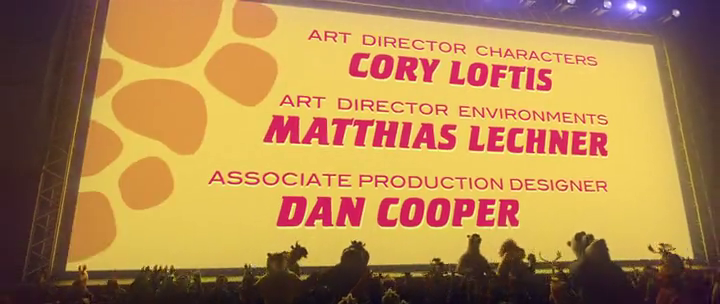 ART DIRECTOR CHARACTERS
CORY LOFTIS
ART DIRECTOR ENVIRONMENTS
MATTHIAS LECHNER
ASSOCIATE PRODUCTION DESIGNER
DAN COOPER